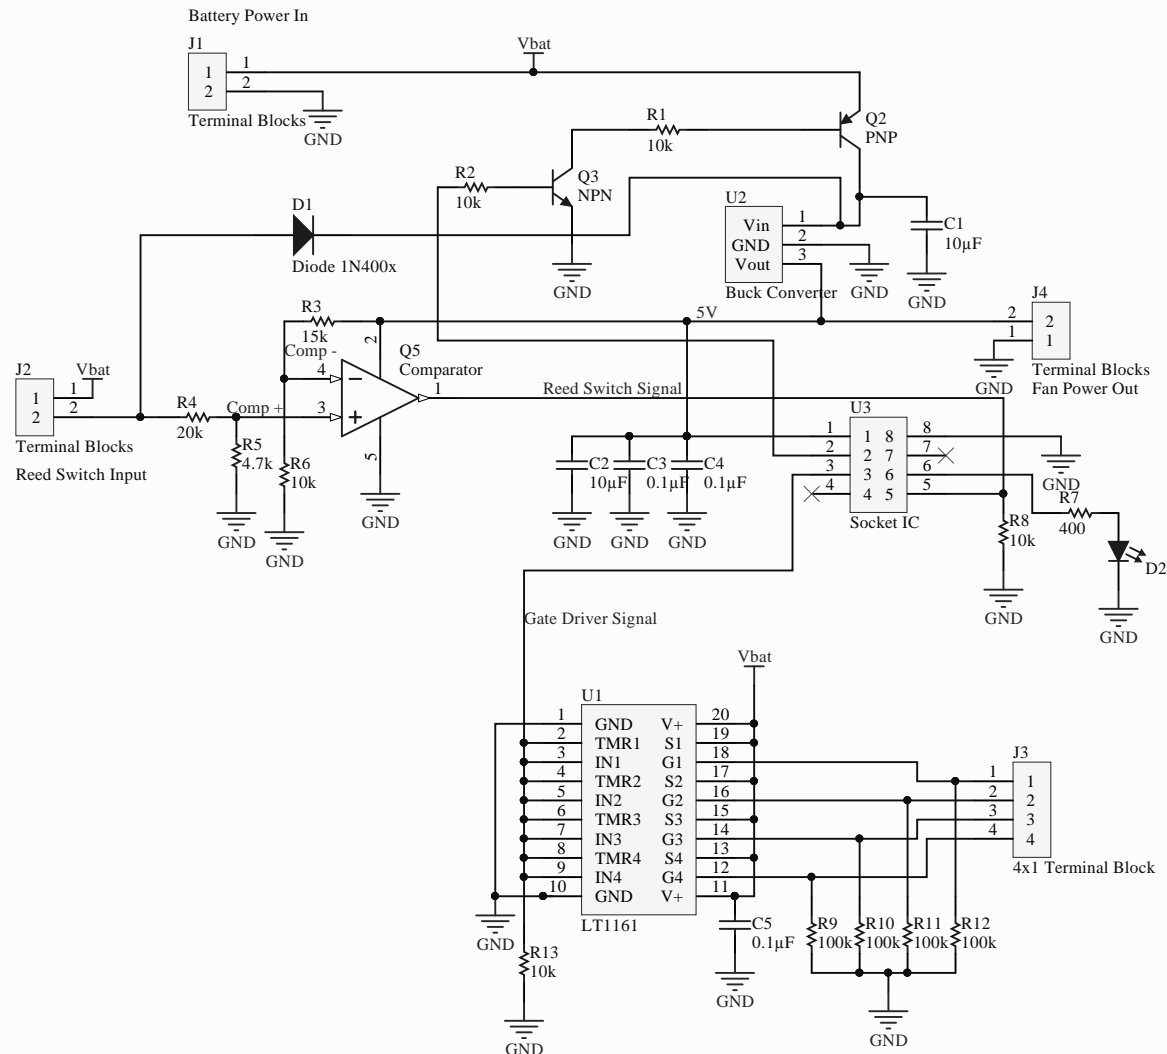 Battery Power In
J1
1
2
1
2
Terminal Blocks
GND
Vbat
R1
10k
Q2
PNP
R2
10k
Q3
NPN
GND
D1
Diode 1N400x
U2
Vin
GND
Vout
1
2
3
Buck Converter
GND
C1
10µF
GND
5V
J4
2
1
2
1
Terminal Blocks
Fan Power Out
GND
R3
15k
Comp -
4
2
Q5
Comparator
1
3
5
GND
Reed Switch Signal
J2
1
2
1
2
Vbat
Terminal Blocks
Reed Switch Input
R4
20k
Comp +
R5
4.7k
GND
R6
10k
GND
C2
10µF
GND
C3
0.1µF
GND
C4
0.1µF
GND
U3
1
2
3
4
1 8
2 7
3 6
4 5
8
7
6
5
Socket IC
GND
R7
400
R8
10k
GND
D2
GND
Gate Driver Signal
Vbat
U1
1 GND V+ 20
2 TMR1 S1 19
3 IN1 G1 18
4 TMR2 S2 17
5 IN2 G2 16
6 TMR3 S3 15
7 IN3 G3 14
8 TMR4 S4 13
9 IN4 G4 12
10 GND V+ 11
LT1161
GND
R13
10k
GND
C5
0.1µF
GND
J3
1
2
3
4
1
2
3
4
4x1 Terminal Block
R9
100k
R10
100k
R11
100k
R12
100k
GND